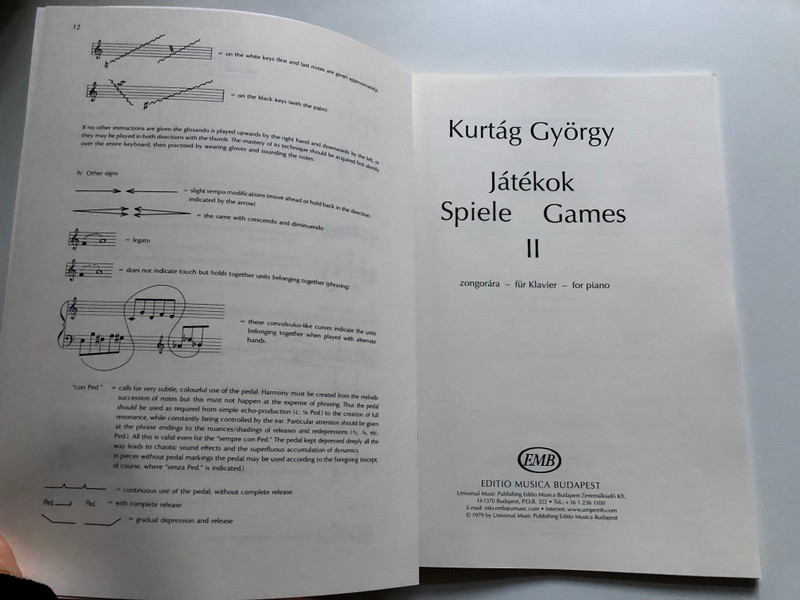 12
= on the white keys (first and last notes are given approximately)
= on the black keys (with the palm)
If no other instructions are given the glissando is played upwards by the right hand and downwards by the left, or
they may be played in both directions with the thumb. The mastery of its technique should be acquired first silently
over the entire keyboard, then practised by wearing gloves and sounding the notes.
IV Other signs
= slight tempo modifications (move ahead or hold back in the direction
indicated by the arrow)
= the same with crescendo and diminuendo
= legato
= does not indicate touch but holds together units belonging together (phrasing)
= these convolvulus-like curves indicate the units
belonging together when played with alternate
hands.
"con Ped." = calls for very subtle, colourful use of the pedal. Harmony must be created from the melodic
succession of notes but this must not happen at the expense of phrasing. Thus the pedal
should be used as required from simple echo-production (c. ⅛ Ped.) to the creation of full
resonance, while constantly being controlled by the ear. Particular attention should be given
at the phrase endings to the nuances/shadings of releases and redepressions (½, ¼, etc.
Ped.). All this is valid even for the "sempre con Ped." The pedal kept depressed deeply all the
way leads to chaotic sound effects and the superfluous accumulation of dynamics.
In pieces without pedal markings the pedal may be used according to the foregoing (except,
of course, where "senza Ped." is indicated.)
= continuous use of the pedal, without complete release
Ped. Ped. = with complete release
= gradual depression and release
Kurtág György
Játékok
Spiele Games
II
zongorára – für Klavier – for piano
EMB
EDITIO MUSICA BUDAPEST
Universal Music Publishing Editio Musica Budapest Zeneműkiadó Kft.
H-1370 Budapest, P.O.B. 322 • Tel.: +36 1 236 1100
E-mail: info.emb@umusic.com • Internet: www.umpemb.com
© 1979 by Universal Music Publishing Editio Musica Budapest